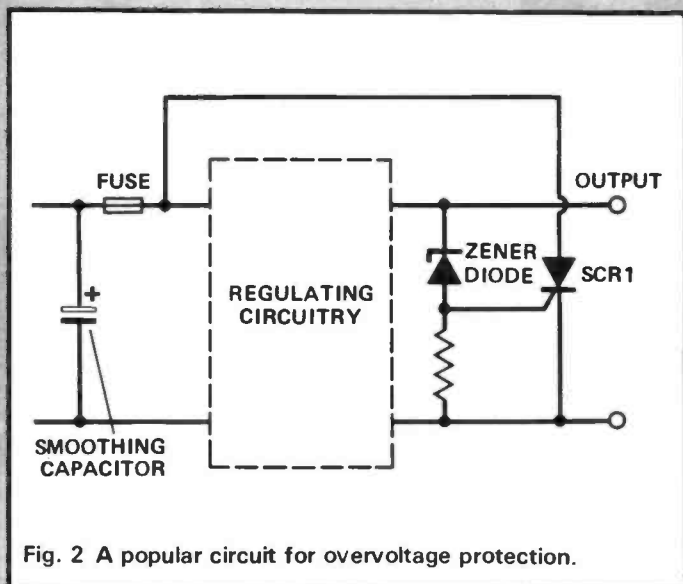 FUSE
OUTPUT
+
ZENER
DIODE
SCR1
REGULATING
CIRCUITRY
SMOOTHING
CAPACITOR
Fig. 2 A popular circuit for overvoltage protection.